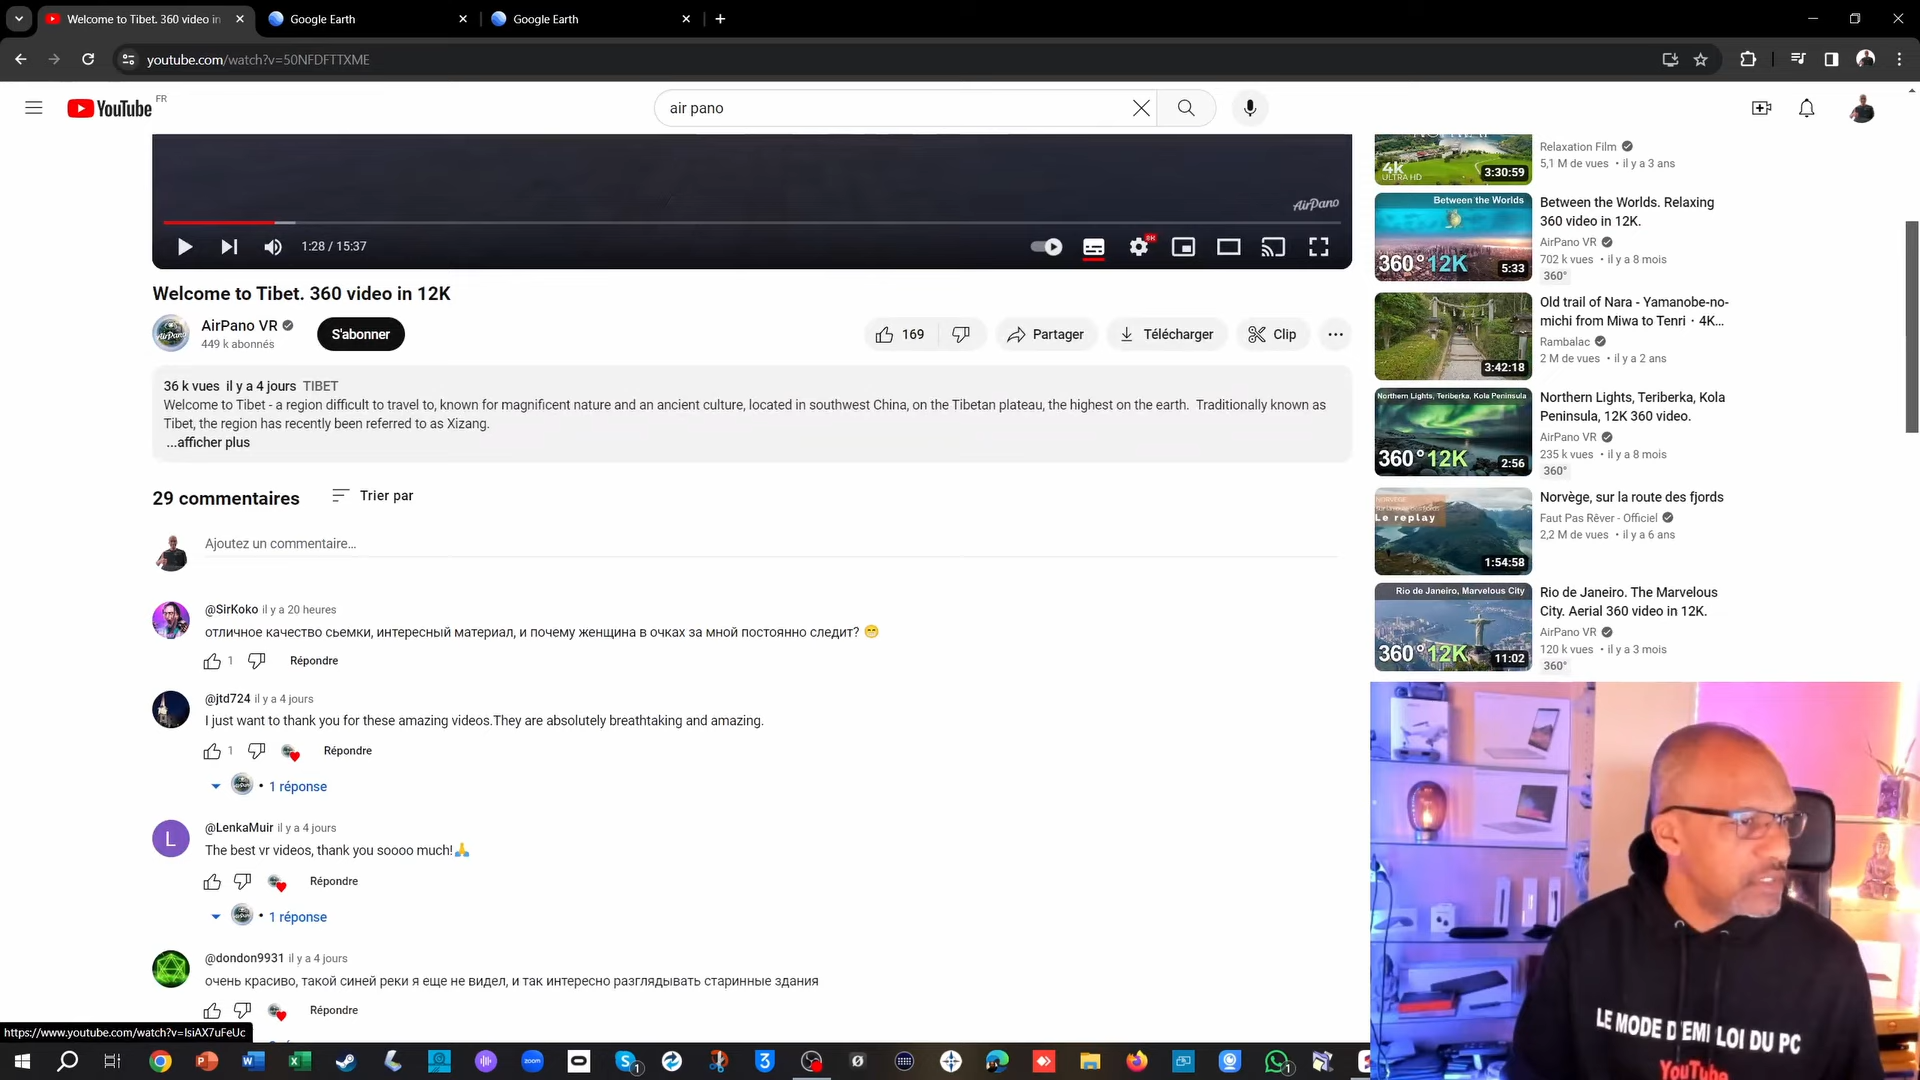 Welcome to Tibet. 360 video in
Google Earth
Google Earth
youtube.com/watch?v=50NFDFTTXME
YouTube
FR
air pano
AirPano
1:28 / 15:37
8K
Welcome to Tibet. 360 video in 12K
AirPano VR
449 k abonnés
S'abonner
169
Partager
Télécharger
Clip
36 k vues il y a 4 jours TIBET
Welcome to Tibet - a region difficult to travel to, known for magnificent nature and an ancient culture, located in southwest China, on the Tibetan plateau, the highest on the earth. Traditionally known as
Tibet, the region has recently been referred to as Xizang.
...afficher plus
29 commentaires
Trier par
Ajoutez un commentaire...
@SirKoko il y a 20 heures
отличное качество сьемки, интересный материал, и почему женщина в очках за мной постоянно следит? 😁
1
Répondre
@jtd724 il y a 4 jours
I just want to thank you for these amazing videos.They are absolutely breathtaking and amazing.
1
Répondre
• 1 réponse
L
@LenkaMuir il y a 4 jours
The best vr videos, thank you soooo much!🙏
Répondre
• 1 réponse
@dondon9931 il y a 4 jours
очень красиво, такой синей реки я еще не видел, и так интересно разглядывать старинные здания
Répondre
https://www.youtube.com/watch?v=IsiAX7uFeUc
4K
ULTRA HD
3:30:59
Relaxation Film
5,1 M de vues • il y a 3 ans
Between the Worlds
360° 12K
5:33
Between the Worlds. Relaxing
360 video in 12K.
AirPano VR
702 k vues • il y a 8 mois
360°
3:42:18
Old trail of Nara - Yamanobe-no-
michi from Miwa to Tenri・4K...
Rambalac
2 M de vues • il y a 2 ans
Northern Lights, Teriberka, Kola Peninsula
360° 12K
2:56
Northern Lights, Teriberka, Kola
Peninsula, 12K 360 video.
AirPano VR
235 k vues • il y a 8 mois
360°
Le replay
1:54:58
Norvège, sur la route des fjords
Faut Pas Rêver - Officiel
2,2 M de vues • il y a 6 ans
Rio de Janeiro, Marvelous City
360° 12K
11:02
Rio de Janeiro. The Marvelous
City. Aerial 360 video in 12K.
AirPano VR
120 k vues • il y a 3 mois
360°
LE MODE D'EMPLOI DU PC
YouTube
zoom
1
1